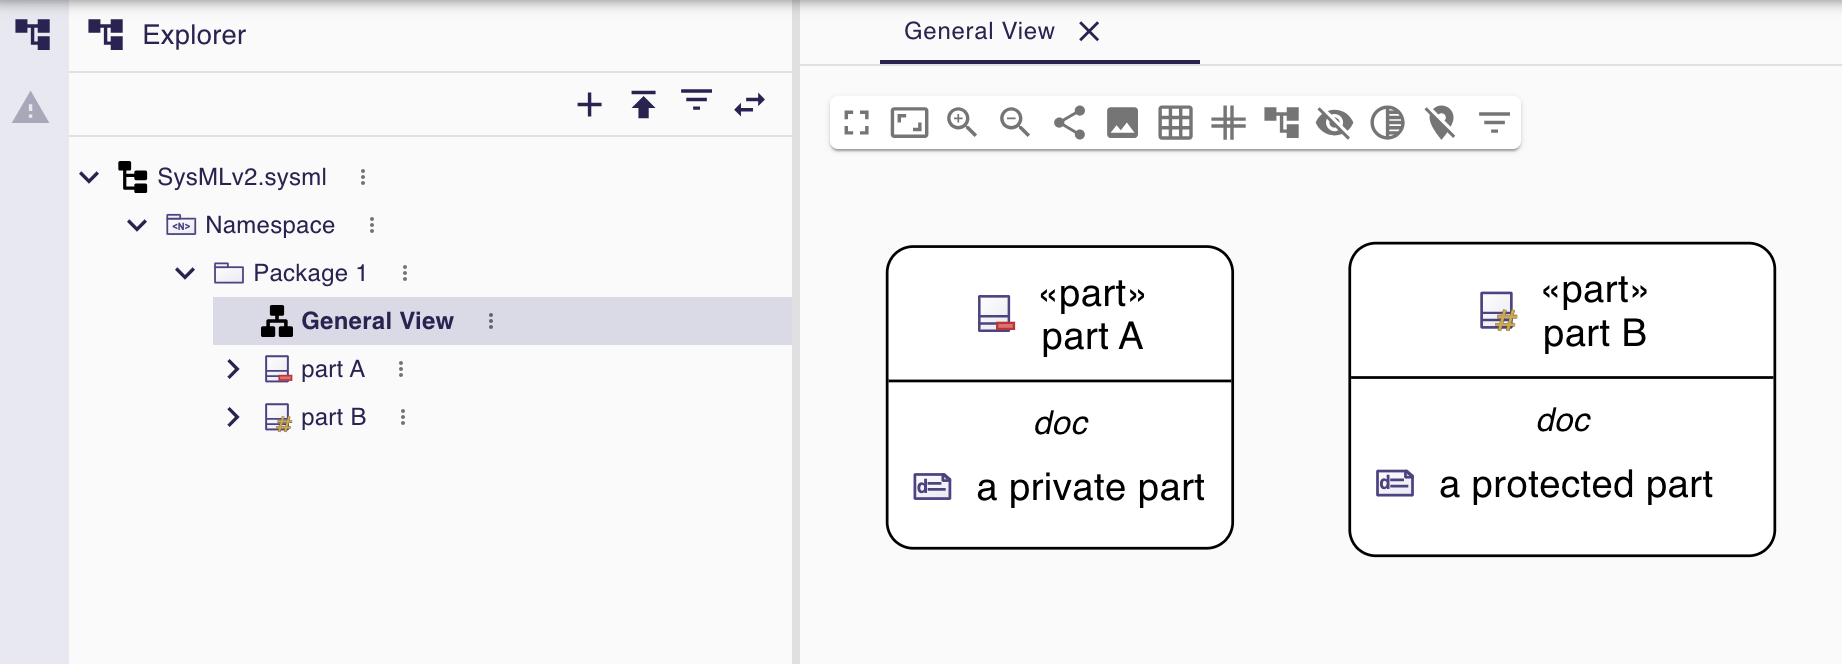 Explorer
General View
SysMLv2.sysml
<N> Namespace
Package 1
General View
part A
# part B
«part»
part A
doc
d= a private part
«part»
# part B
doc
d= a protected part